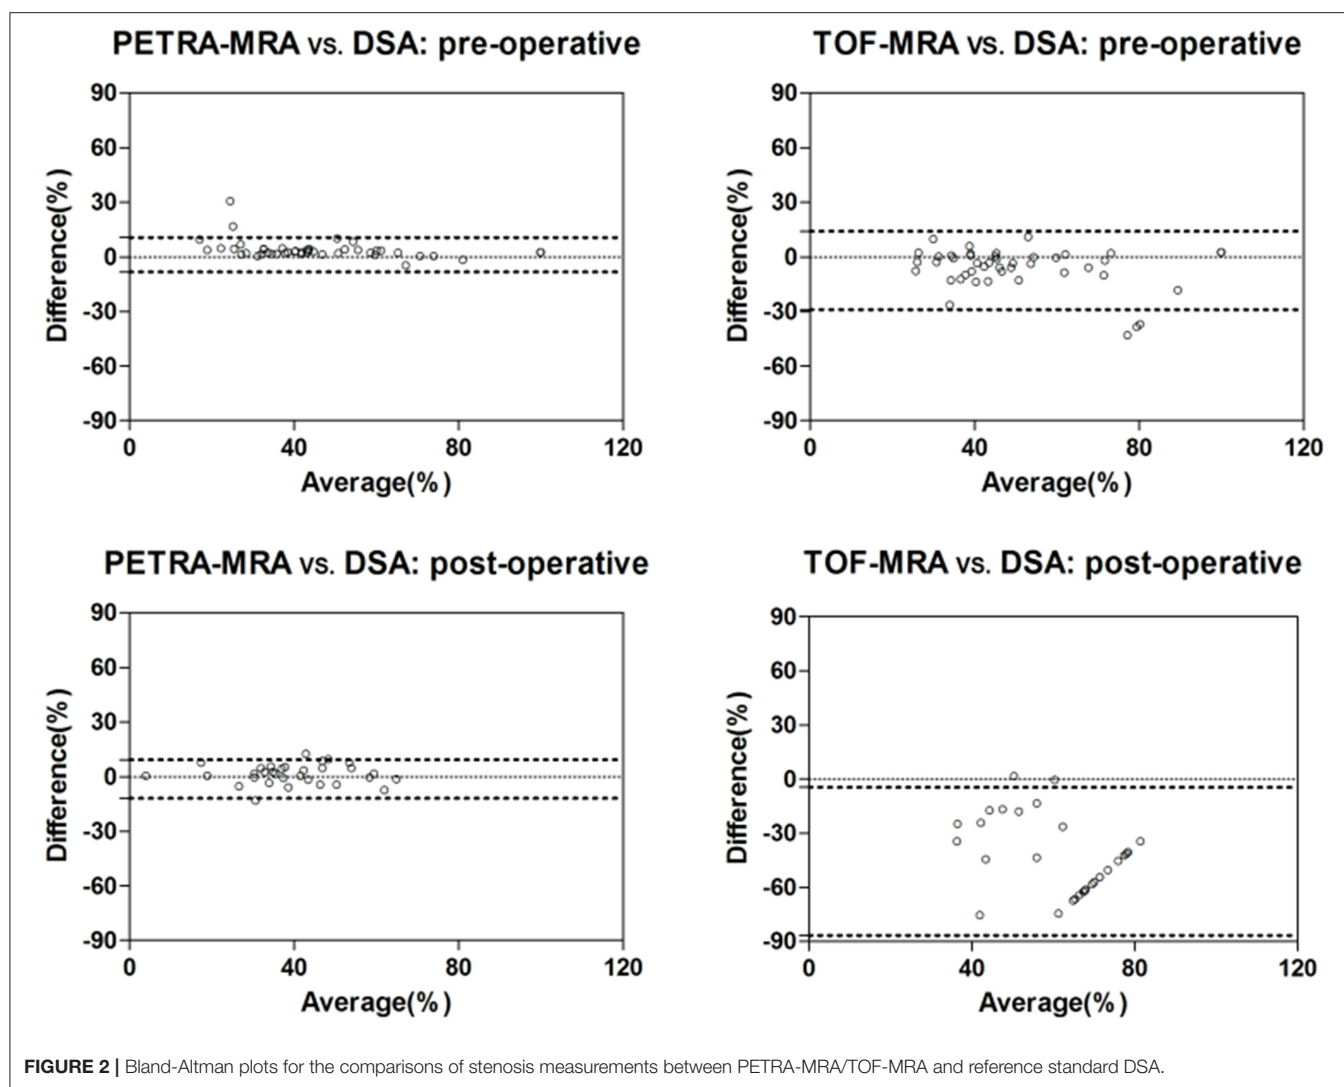 PETRA-MRA vs. DSA: pre-operative
90
60
30
0
-30
-60
-90
Difference(%)
0 40 80 120
Average(%)
TOF-MRA vs. DSA: pre-operative
90
60
30
0
-30
-60
-90
Difference(%)
0 40 80 120
Average(%)
PETRA-MRA vs. DSA: post-operative
90
60
30
0
-30
-60
-90
Difference(%)
0 40 80 120
Average(%)
TOF-MRA vs. DSA: post-operative
90
60
30
0
-30
-60
-90
Difference(%)
0 40 80 120
Average(%)
FIGURE 2 | Bland-Altman plots for the comparisons of stenosis measurements between PETRA-MRA/TOF-MRA and reference standard DSA.